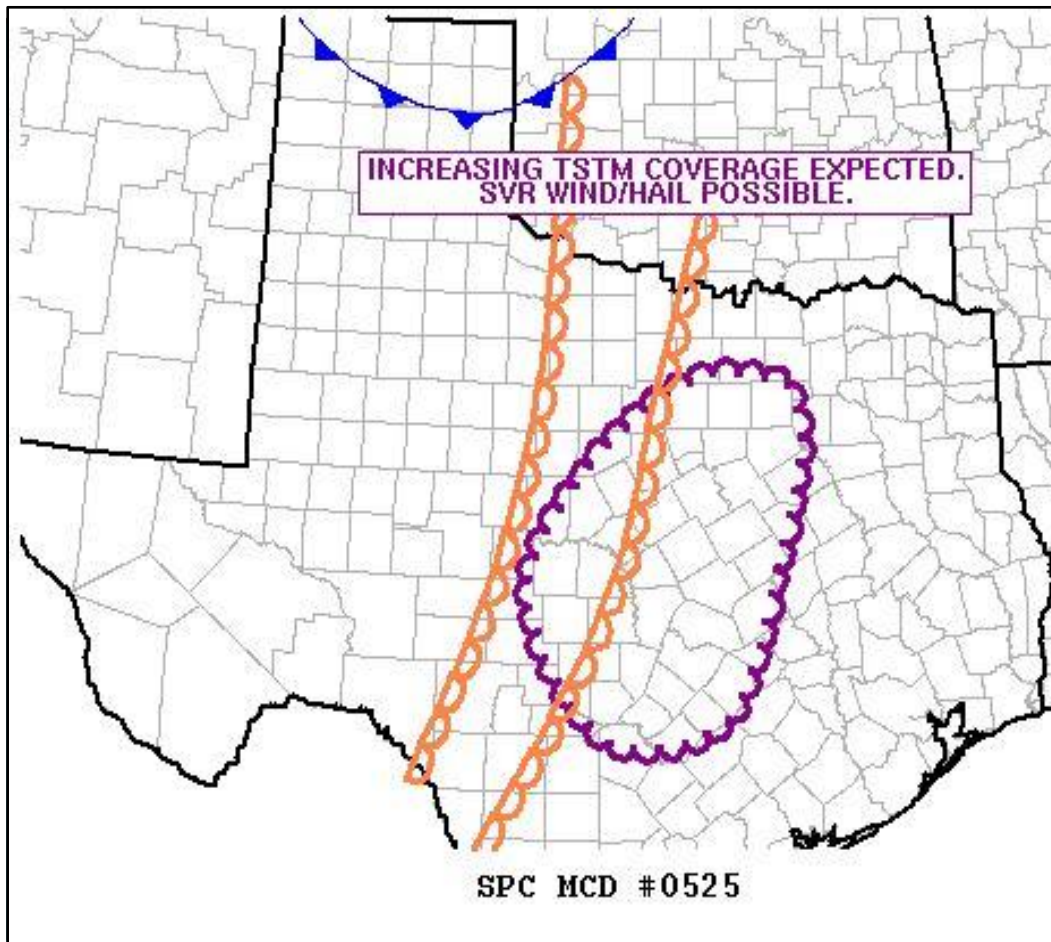 INCREASING TSTM COVERAGE EXPECTED.
SVR WIND/HAIL POSSIBLE.
SPC MCD #0525